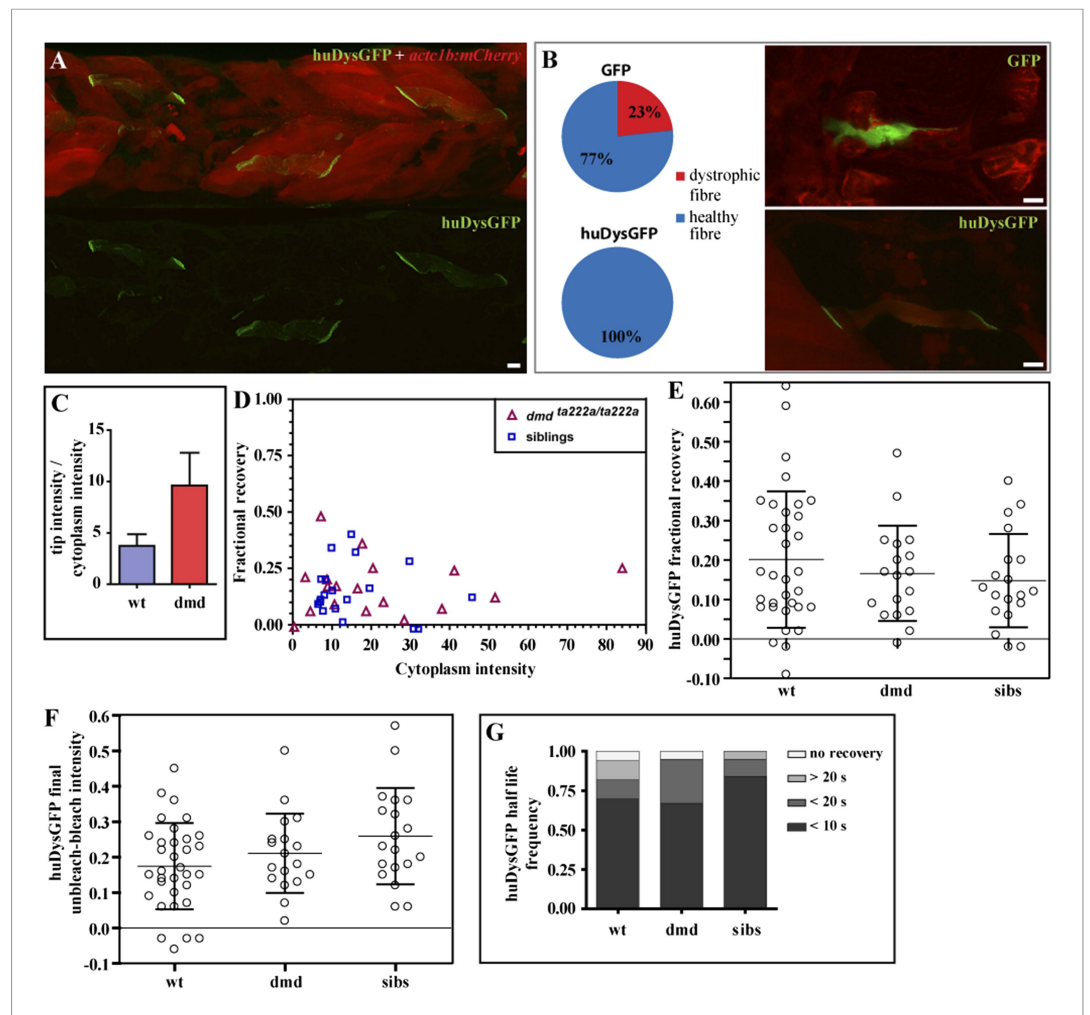 A
huDysGFP + actc1b:mCherry
huDysGFP
B
GFP
23%
77%
dystrophic
fibre
healthy
fibre
huDysGFP
100%
GFP
huDysGFP
C
tip intensity /
cytoplasm intensity
15
10
5
0
wt
dmd
D
Fractional recovery
1.00
0.75
0.50
0.25
0.00
0
10
20
30
40
50
60
70
80
90
Cytoplasm intensity
dmd ta222a/ta222a
siblings
E
huDysGFP fractional recovery
0.60
0.50
0.40
0.30
0.20
0.10
0.00
-0.10
wt
dmd
sibs
F
huDysGFP final
unbleach-bleach intensity
0.6
0.5
0.4
0.3
0.2
0.1
0.0
-0.1
wt
dmd
sibs
G
huDysGFP half life
frequency
1.00
0.75
0.50
0.25
0.00
wt
dmd
sibs
no recovery
> 20 s
< 20 s
< 10 s